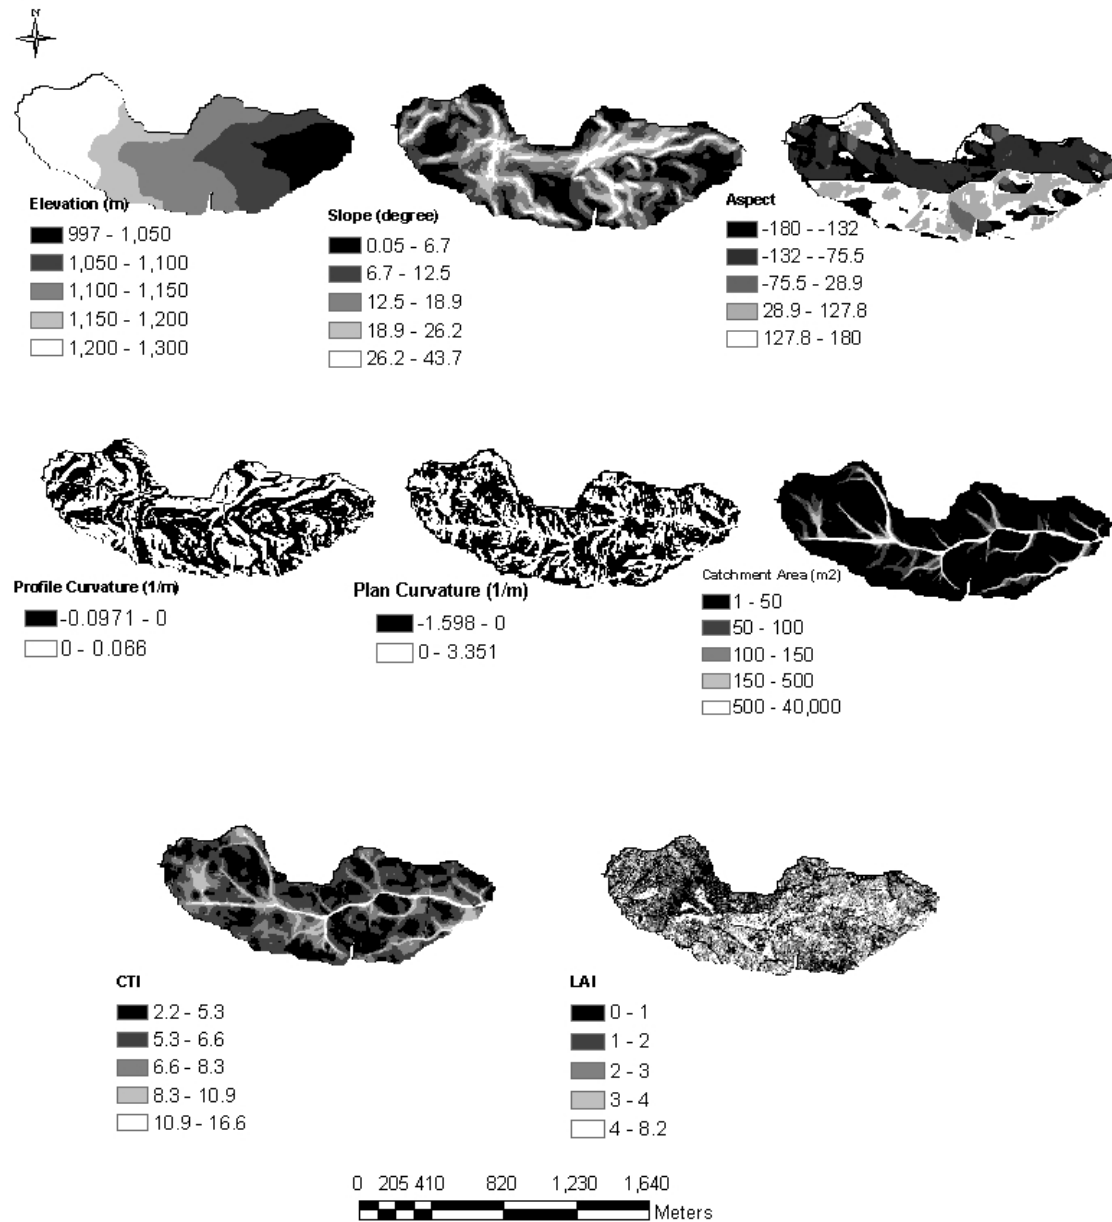 N
Elevation (m)
997 - 1,050
1,050 - 1,100
1,100 - 1,150
1,150 - 1,200
1,200 - 1,300
Slope (degree)
0.05 - 6.7
6.7 - 12.5
12.5 - 18.9
18.9 - 26.2
26.2 - 43.7
Aspect
-180 - -132
-132 - -75.5
-75.5 - 28.9
28.9 - 127.8
127.8 - 180
Profile Curvature (1/m)
-0.0971 - 0
0 - 0.066
Plan Curvature (1/m)
-1.598 - 0
0 - 3.351
Catchment Area (m2)
1 - 50
50 - 100
100 - 150
150 - 500
500 - 40,000
CTI
2.2 - 5.3
5.3 - 6.6
6.6 - 8.3
8.3 - 10.9
10.9 - 16.6
LAI
0 - 1
1 - 2
2 - 3
3 - 4
4 - 8.2
0 205 410 820 1,230 1,640
Meters